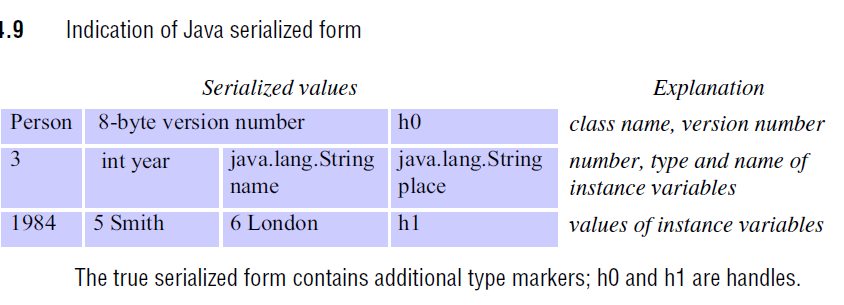 .9 Indication of Java serialized form
Serialized values Explanation
Person 8-byte version number h0 class name, version number
3 int year java.lang.String java.lang.String number, type and name of
name place instance variables
1984 5 Smith 6 London h1 values of instance variables
The true serialized form contains additional type markers; h0 and h1 are handles.